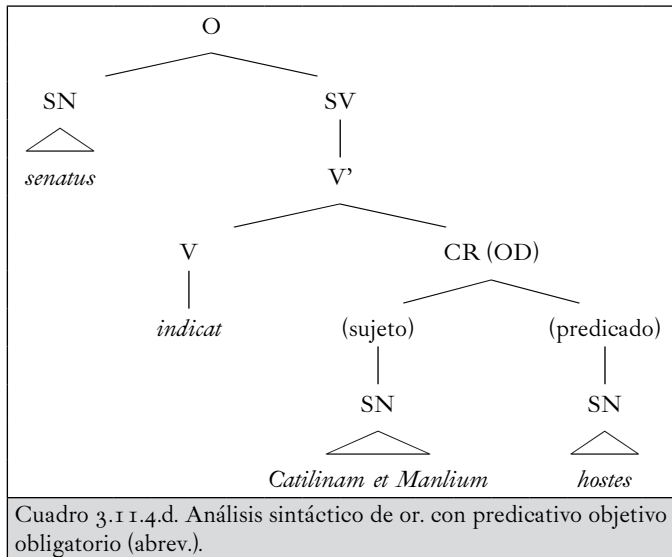 O
SN SV
senatus
V’
V CR (OD)
indicat (sujeto) (predicado)
SN SN
Catilinam et Manlium hostes
Cuadro 3.11.4.d. Análisis sintáctico de or. con predicativo objetivo
obligatorio (abrev.).